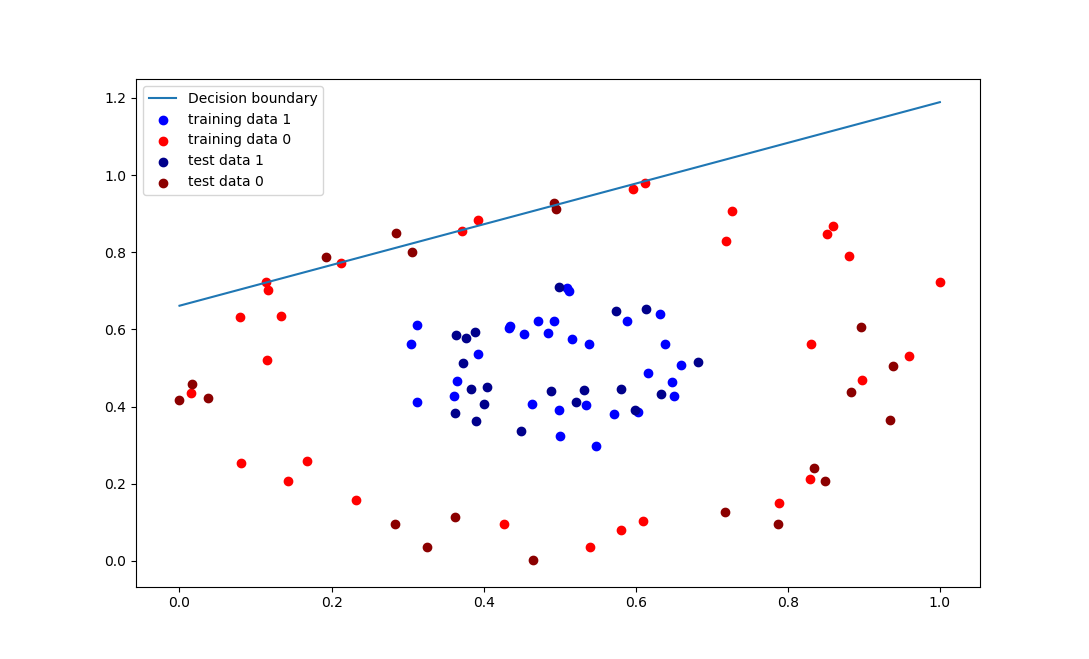 Decision boundary
training data 1
training data 0
test data 1
test data 0
1.2
1.0
0.8
0.6
0.4
0.2
0.0
0.0 0.2 0.4 0.6 0.8 1.0